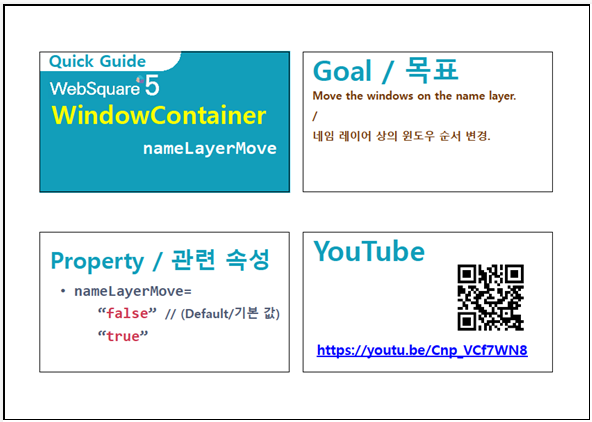 Quick Guide
WebSquare 5
WindowContainer
nameLayerMove
Goal / 목표
Move the windows on the name layer.
/
네임 레이어 상의 윈도우 순서 변경.
Property / 관련 속성
• nameLayerMove=
“false” // (Default/기본 값)
“true”
YouTube
https://youtu.be/Cnp_VCf7WN8